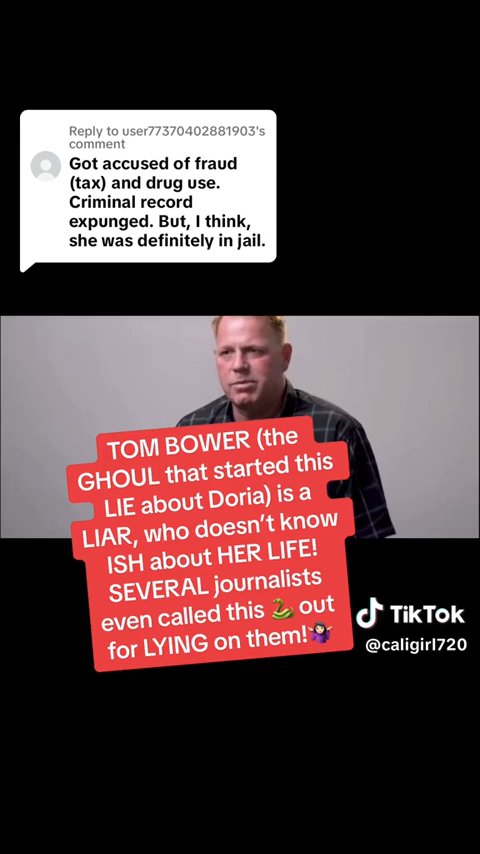 Reply to user77370402881903's
comment
Got accused of fraud
(tax) and drug use.
Criminal record
expunged. But, I think,
she was definitely in jail.
TOM BOWER (the
GHOUL that started this
LIE about Doria) is a
LIAR, who doesn’t know
ISH about HER LIFE!
SEVERAL journalists
even called this 🐍 out
for LYING on them!🤷🏻‍♀️
TikTok
@caligirl720